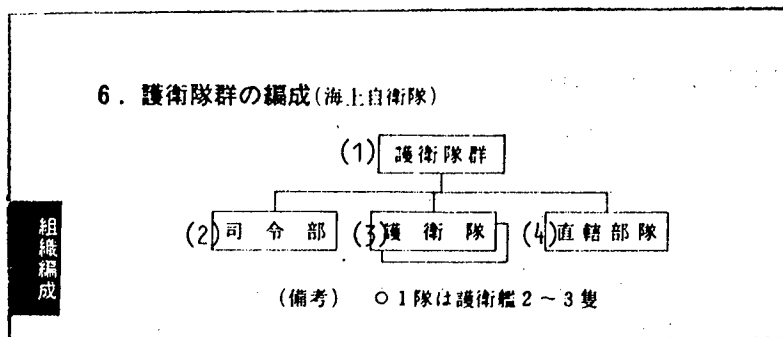 6．護衛隊群の編成(海上自衛隊)
(1) 護衛隊群
(2) 司令部 (3) 護衛隊 (4) 直轄部隊
組織編成
(備考) ○1隊は護衛艦2～3隻